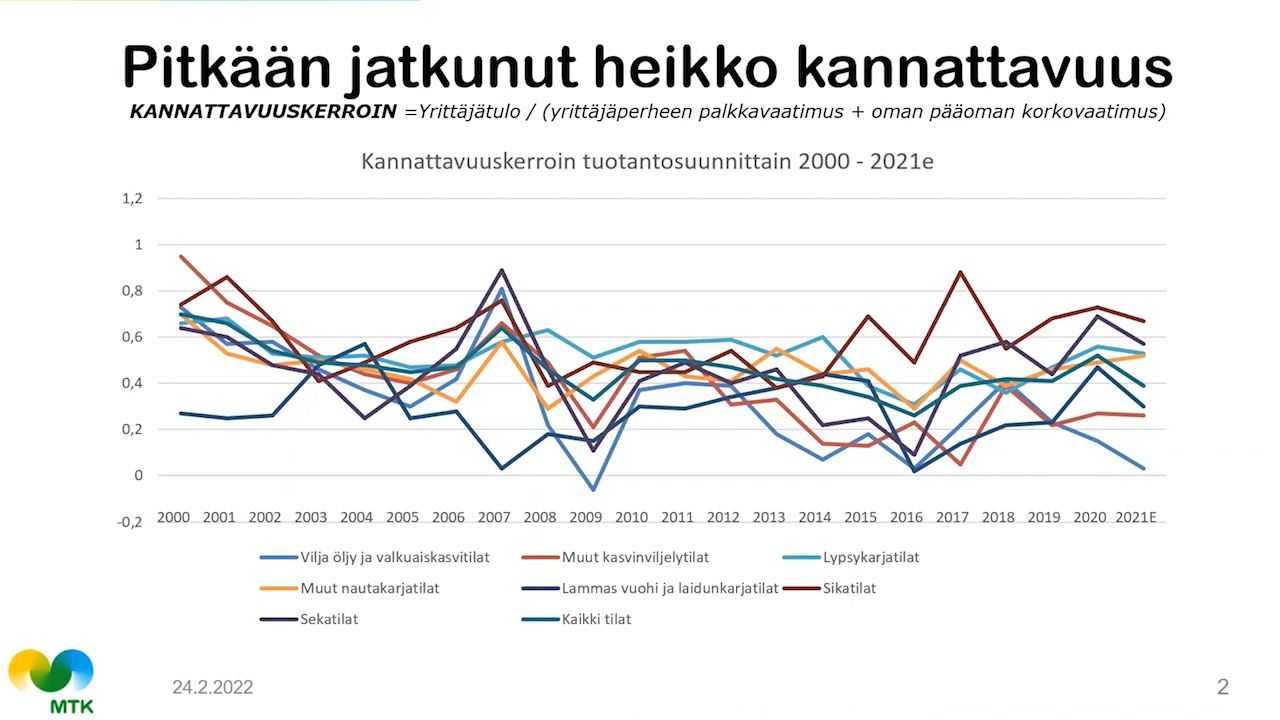 Pitkään jatkunut heikko kannattavuus
KANNATTAVUUSKERROIN =Yrittäjätulo / (yrittäjäperheen palkkavaatimus + oman pääoman korkovaatimus)
Kannattavuuskerroin tuotantosuunnittain 2000 - 2021e
1,2
1
0,8
0,6
0,4
0,2
0
-0,2
2000 2001 2002 2003 2004 2005 2006 2007 2008 2009 2010 2011 2012 2013 2014 2015 2016 2017 2018 2019 2020 2021E
Vilja öljy ja valkuaiskasvitilat Muut kasvinviljelytilat Lypsykarjatilat
Muut nautakarjatilat Lammas vuohi ja laidunkarjatilat Sikatilat
Sekatilat Kaikki tilat
MTK
24.2.2022
2